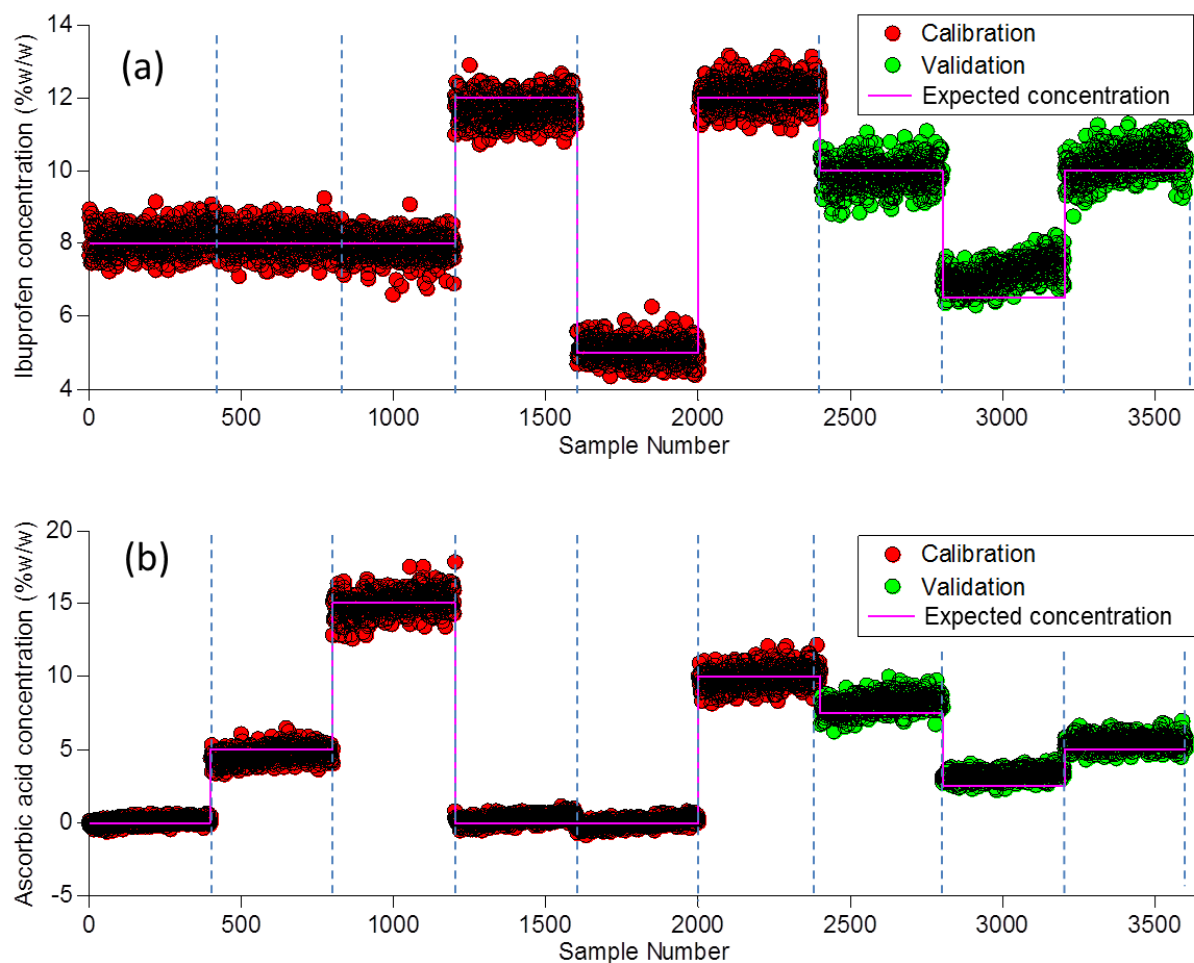 (a)
Ibuprofen concentration (%w/w)
14
12
10
8
6
4
0
500
1000
1500
2000
2500
3000
3500
Sample Number
Calibration
Validation
Expected concentration
(b)
Ascorbic acid concentration (%w/w)
20
15
10
5
0
-5
0
500
1000
1500
2000
2500
3000
3500
Sample Number
Calibration
Validation
Expected concentration